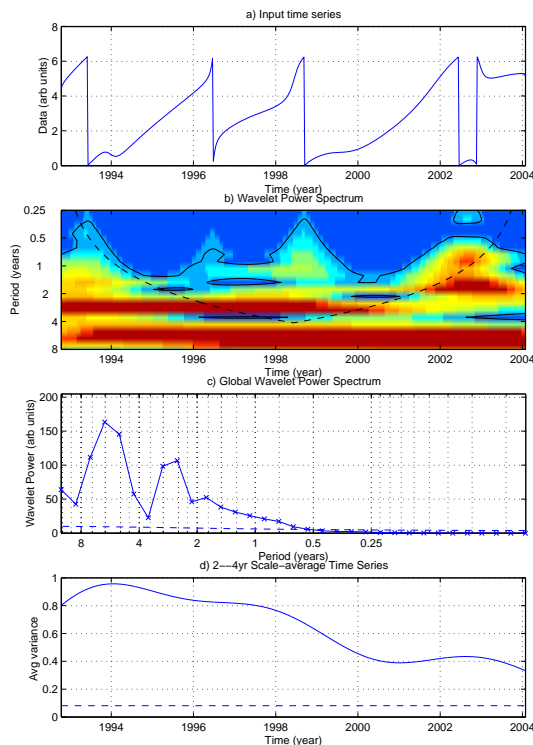 a) Input time series
Data (arb units)
8
6
4
2
0
1994 1996 1998 2000 2002 2004
Time (year)
b) Wavelet Power Spectrum
Period (years)
0.25
0.5
1
2
4
8
1994 1996 1998 2000 2002 2004
Time (year)
c) Global Wavelet Power Spectrum
Wavelet Power (arb units)
200
150
100
50
0
8 4 2 1 0.5 0.25
Period (years)
d) 2−−4yr Scale−average Time Series
Avg variance
1
0.8
0.6
0.4
0.2
0
1994 1996 1998 2000 2002 2004
Time (year)